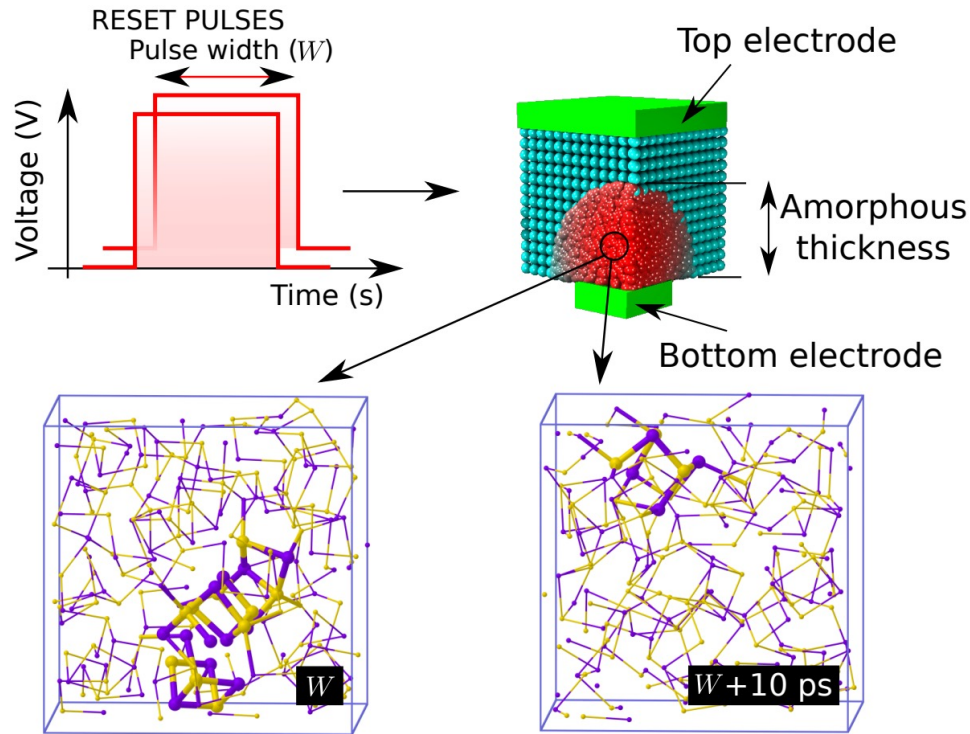 RESET PULSES
Pulse width (W)
Voltage (V)
Time (s)
Top electrode
Amorphous
thickness
Bottom electrode
W
W+10 ps